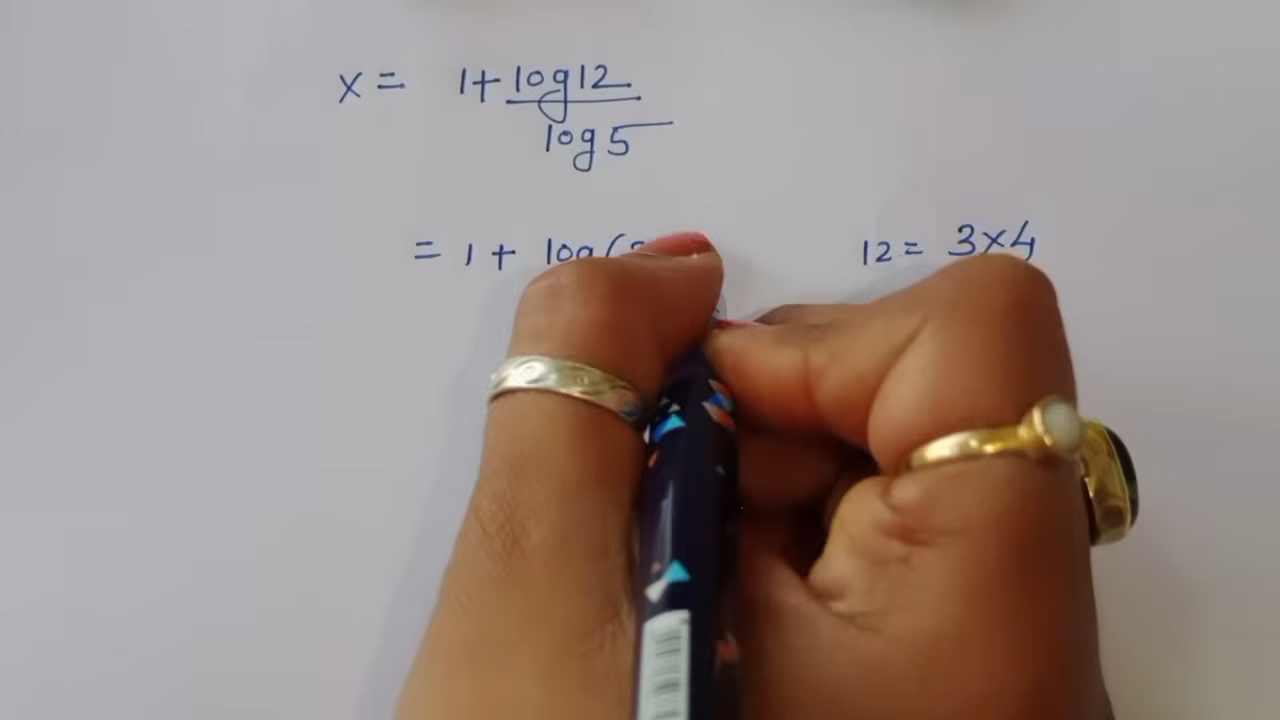 x = 1 + log12
log5
= 1 + log( 12 = 3×4